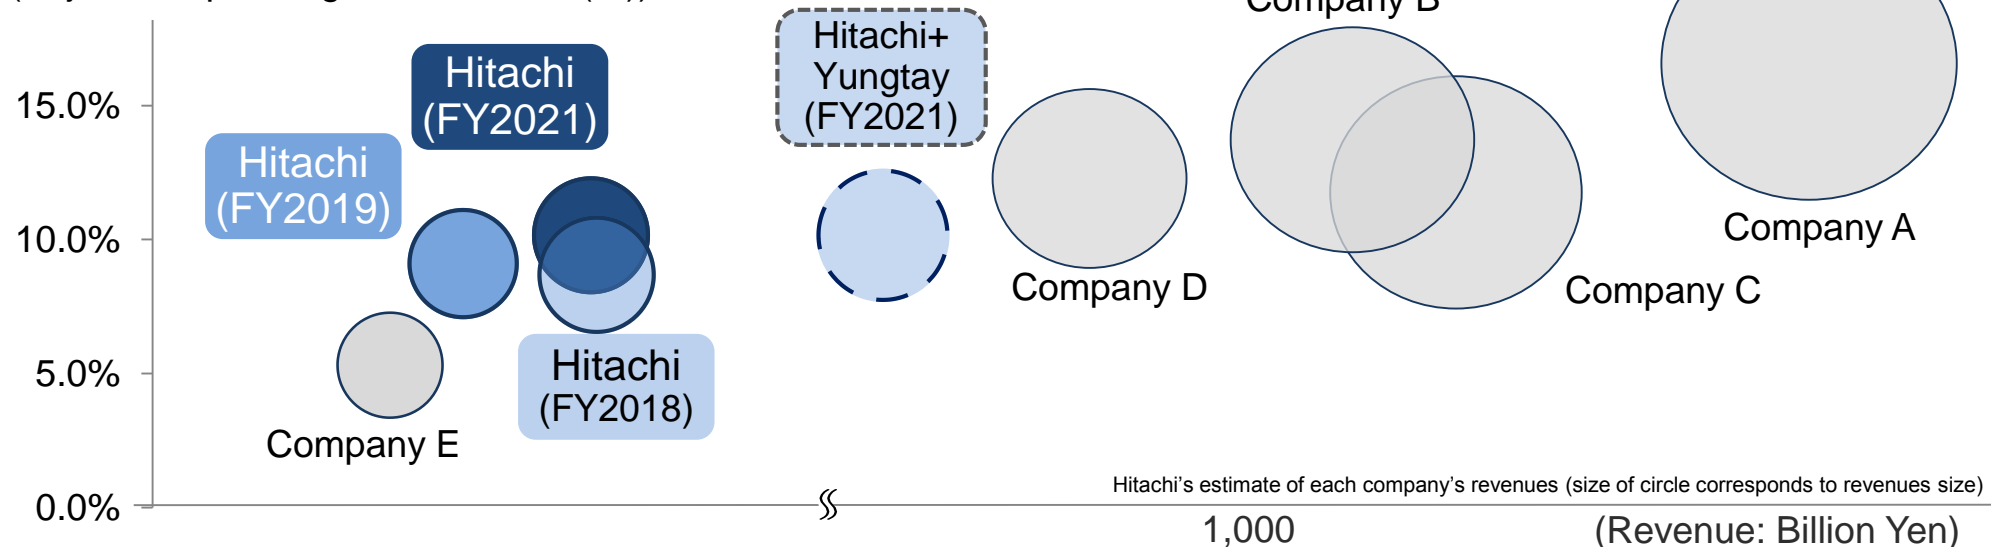 Company B
Hitachi+
Yungtay
(FY2021)
Hitachi
(FY2021)
15.0%
Hitachi
(FY2019)
10.0%
Company A
Company D
Company C
Hitachi
(FY2018)
5.0%
Company E
Hitachi’s estimate of each company’s revenues (size of circle corresponds to revenues size)
0.0%
1,000
(Revenue: Billion Yen)